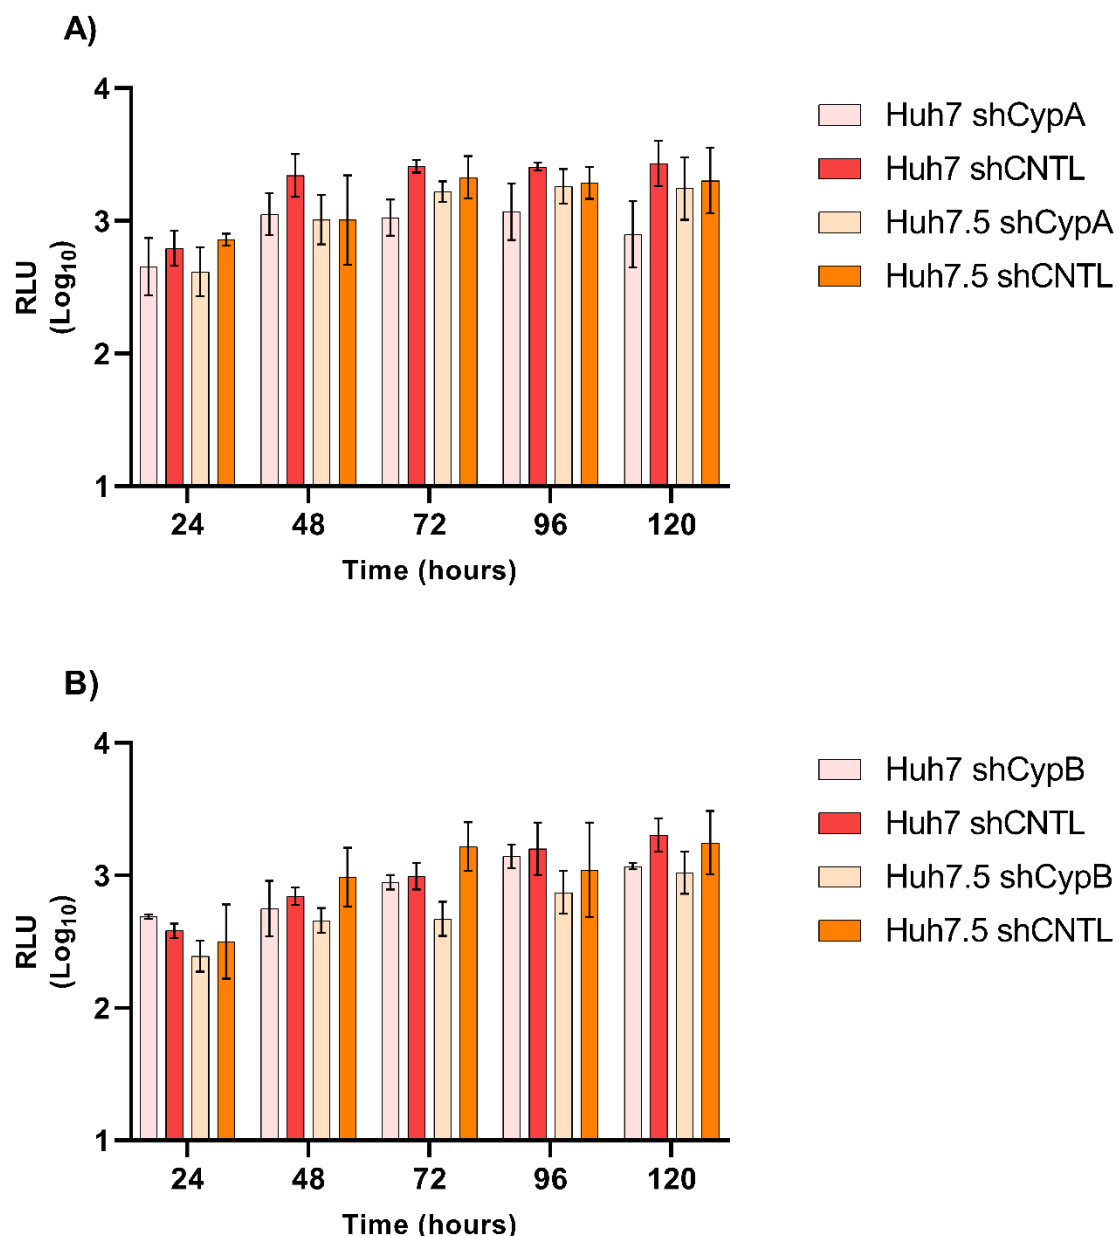 A)
4
3
2
1
RLU
(Log10)
24 48 72 96 120
Time (hours)
Huh7 shCypA
Huh7 shCNTL
Huh7.5 shCypA
Huh7.5 shCNTL
B)
4
3
2
1
RLU
(Log10)
24 48 72 96 120
Time (hours)
Huh7 shCypB
Huh7 shCNTL
Huh7.5 shCypB
Huh7.5 shCNTL